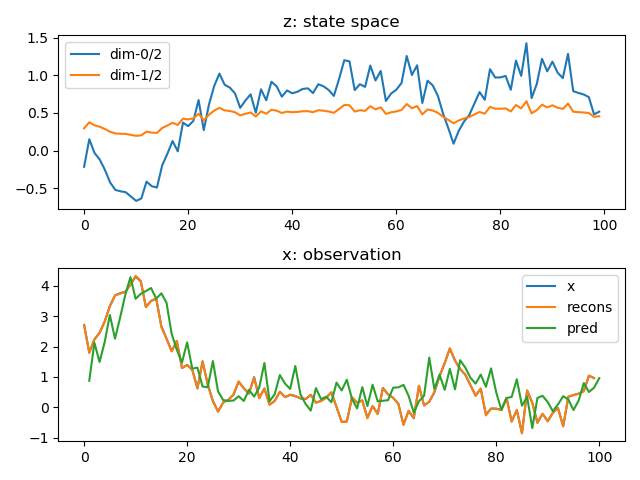 z: state space
1.5
1.0
0.5
0.0
−0.5
dim-0/2
dim-1/2
0 20 40 60 80 100
x: observation
4
3
2
1
0
−1
x
recons
pred
0 20 40 60 80 100